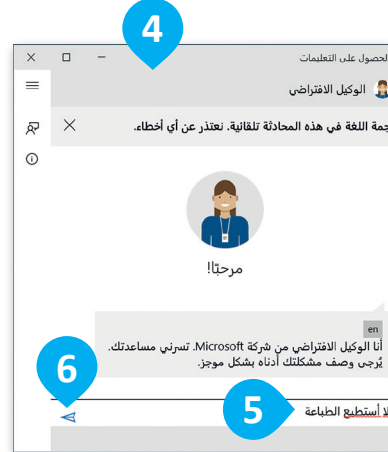 4
الحصول على التعليمات
الوكيل الافتراضي
جمة اللغة في هذه المحادثة تلقائية. نعتذر عن أي أخطاء.
مرحبًا!
en
أنا الوكيل الافتراضي من شركة Microsoft. تسرني مساعدتك.
يُرجى وصف مشكلتك أدناه بشكل موجز.
لا أستطيع الطباعة
5
6